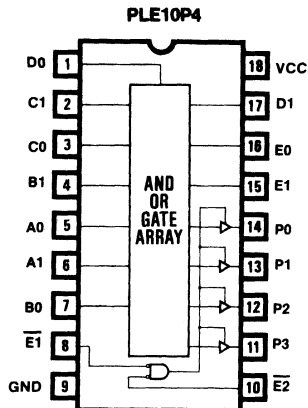 PLE10P4
D0 1 18 VCC
C1 2 17 D1
C0 3 16 E0
B1 4 15 E1
AND
OR
GATE
ARRAY
A0 5 14 P0
A1 6 13 P1
B0 7 12 P2
E1 8 11 P3
GND 9 10 E2